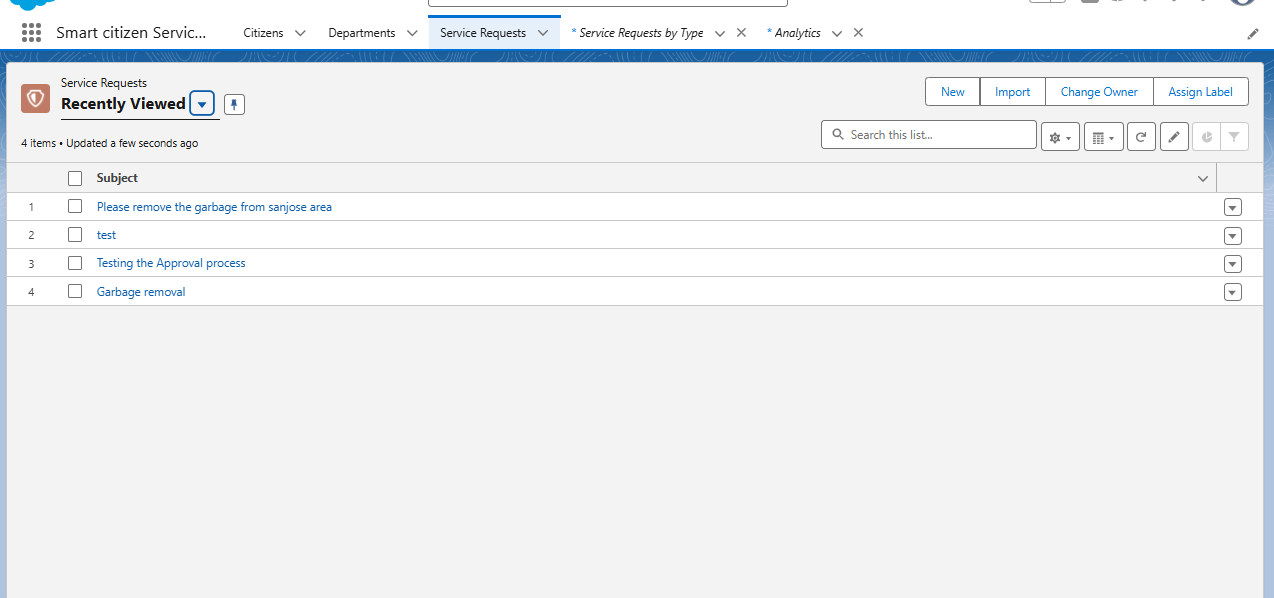 Smart citizen Servic...
Citizens
Departments
Service Requests
* Service Requests by Type
* Analytics
Service Requests
Recently Viewed
New
Import
Change Owner
Assign Label
4 items • Updated a few seconds ago
Search this list...
Subject
1 Please remove the garbage from sanjose area
2 test
3 Testing the Approval process
4 Garbage removal